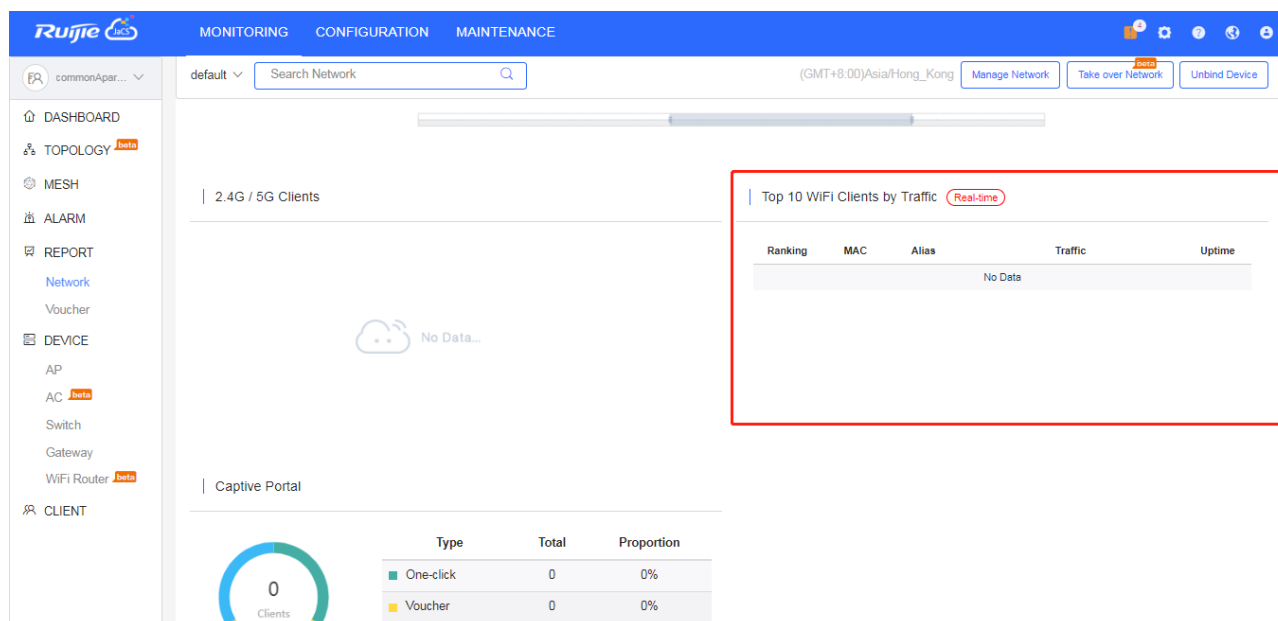 Ruijie JaCS MONITORING CONFIGURATION MAINTENANCE 4
commonApar... default Search Network (GMT+8:00)Asia/Hong_Kong Manage Network Take over Network beta Unbind Device
DASHBOARD
TOPOLOGY beta
MESH
ALARM
REPORT
Network
Voucher
DEVICE
AP
AC beta
Switch
Gateway
WiFi Router beta
CLIENT
2.4G / 5G Clients
No Data...
Top 10 WiFi Clients by Traffic Real-time
Ranking MAC Alias Traffic Uptime
No Data
Captive Portal
0
Clients
Type Total Proportion
One-click 0 0%
Voucher 0 0%